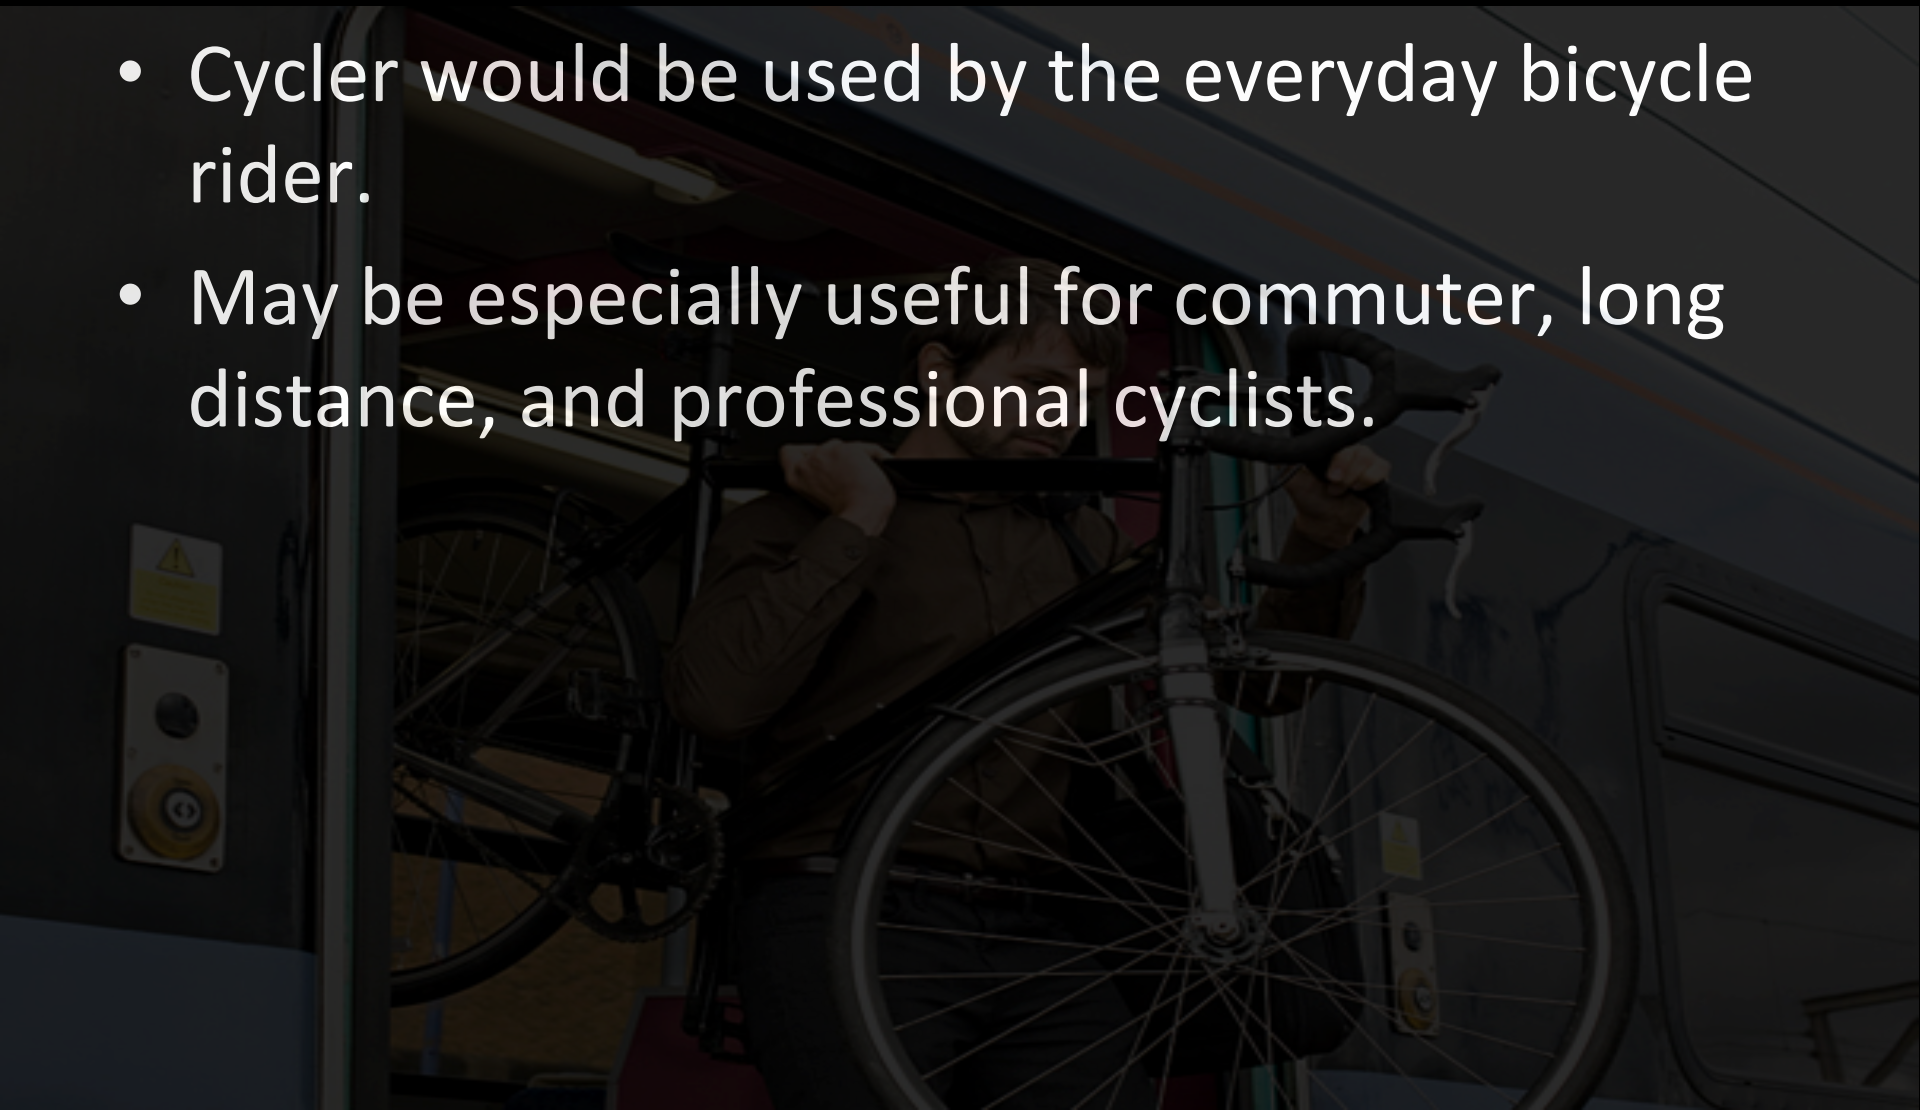 • Cycler would be used by the everyday bicycle
rider.
• May be especially useful for commuter, long
distance, and professional cyclists.